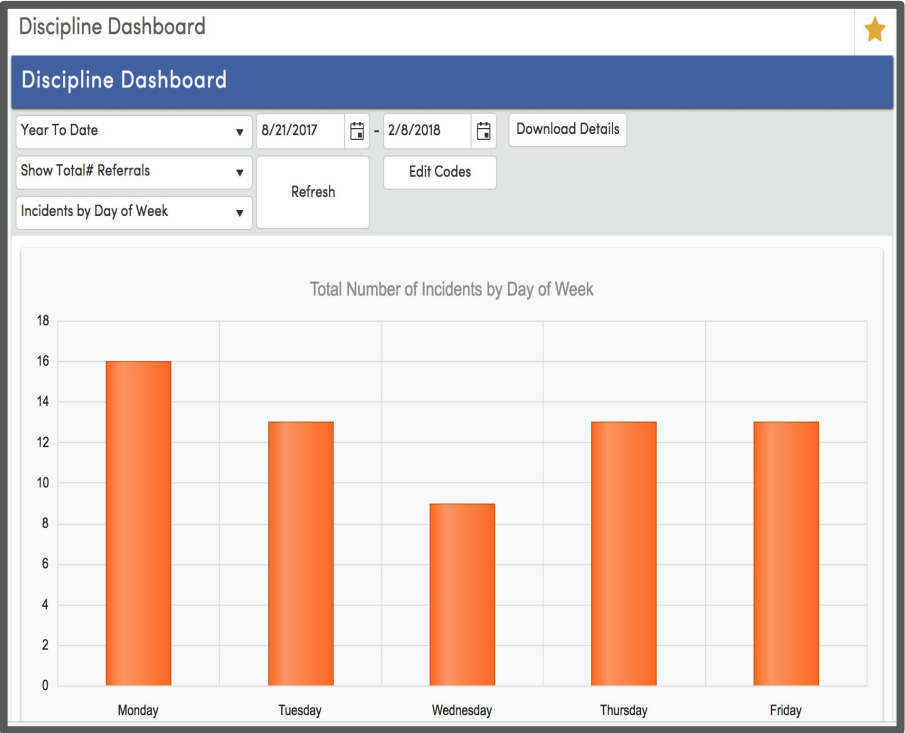 Discipline Dashboard
Discipline Dashboard
Year To Date
8/21/2017 - 2/8/2018
Download Details
Show Total# Referrals
Refresh
Edit Codes
Incidents by Day of Week
Total Number of Incidents by Day of Week
18
16
14
12
10
8
6
4
2
0
Monday Tuesday Wednesday Thursday Friday